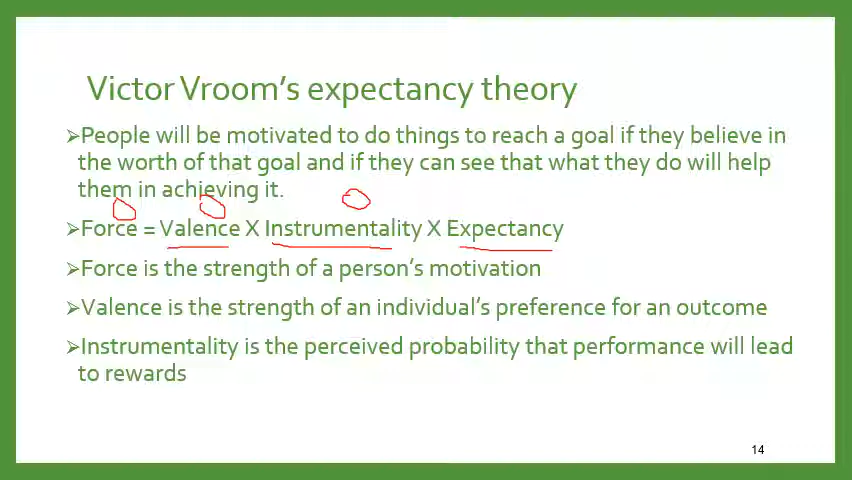 Victor Vroom's expectancy theory
➢People will be motivated to do things to reach a goal if they believe in
the worth of that goal and if they can see that what they do will help
them in achieving it.
➢Force = Valence X Instrumentality X Expectancy
➢Force is the strength of a person's motivation
➢Valence is the strength of an individual's preference for an outcome
➢Instrumentality is the perceived probability that performance will lead
to rewards
14